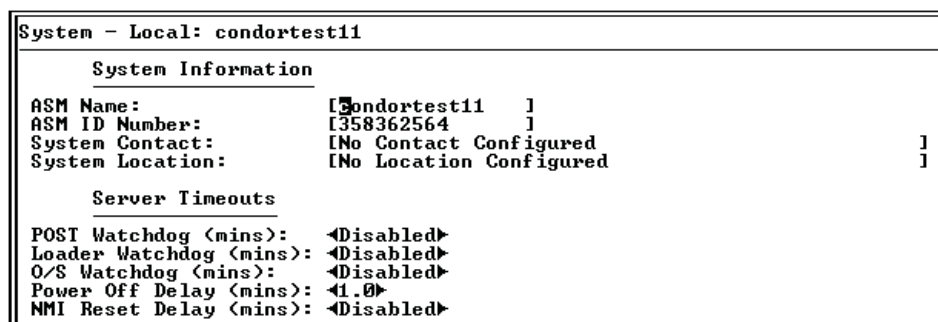 System - Local: condortest11
System Information
ASM Name: [condortest11 ]
ASM ID Number: [358362564 ]
System Contact: [No Contact Configured ]
System Location: [No Location Configured ]
Server Timeouts
POST Watchdog (mins): ◄Disabled►
Loader Watchdog (mins): ◄Disabled►
O/S Watchdog (mins): ◄Disabled►
Power Off Delay (mins): ◄1.0►
NMI Reset Delay (mins): ◄Disabled►